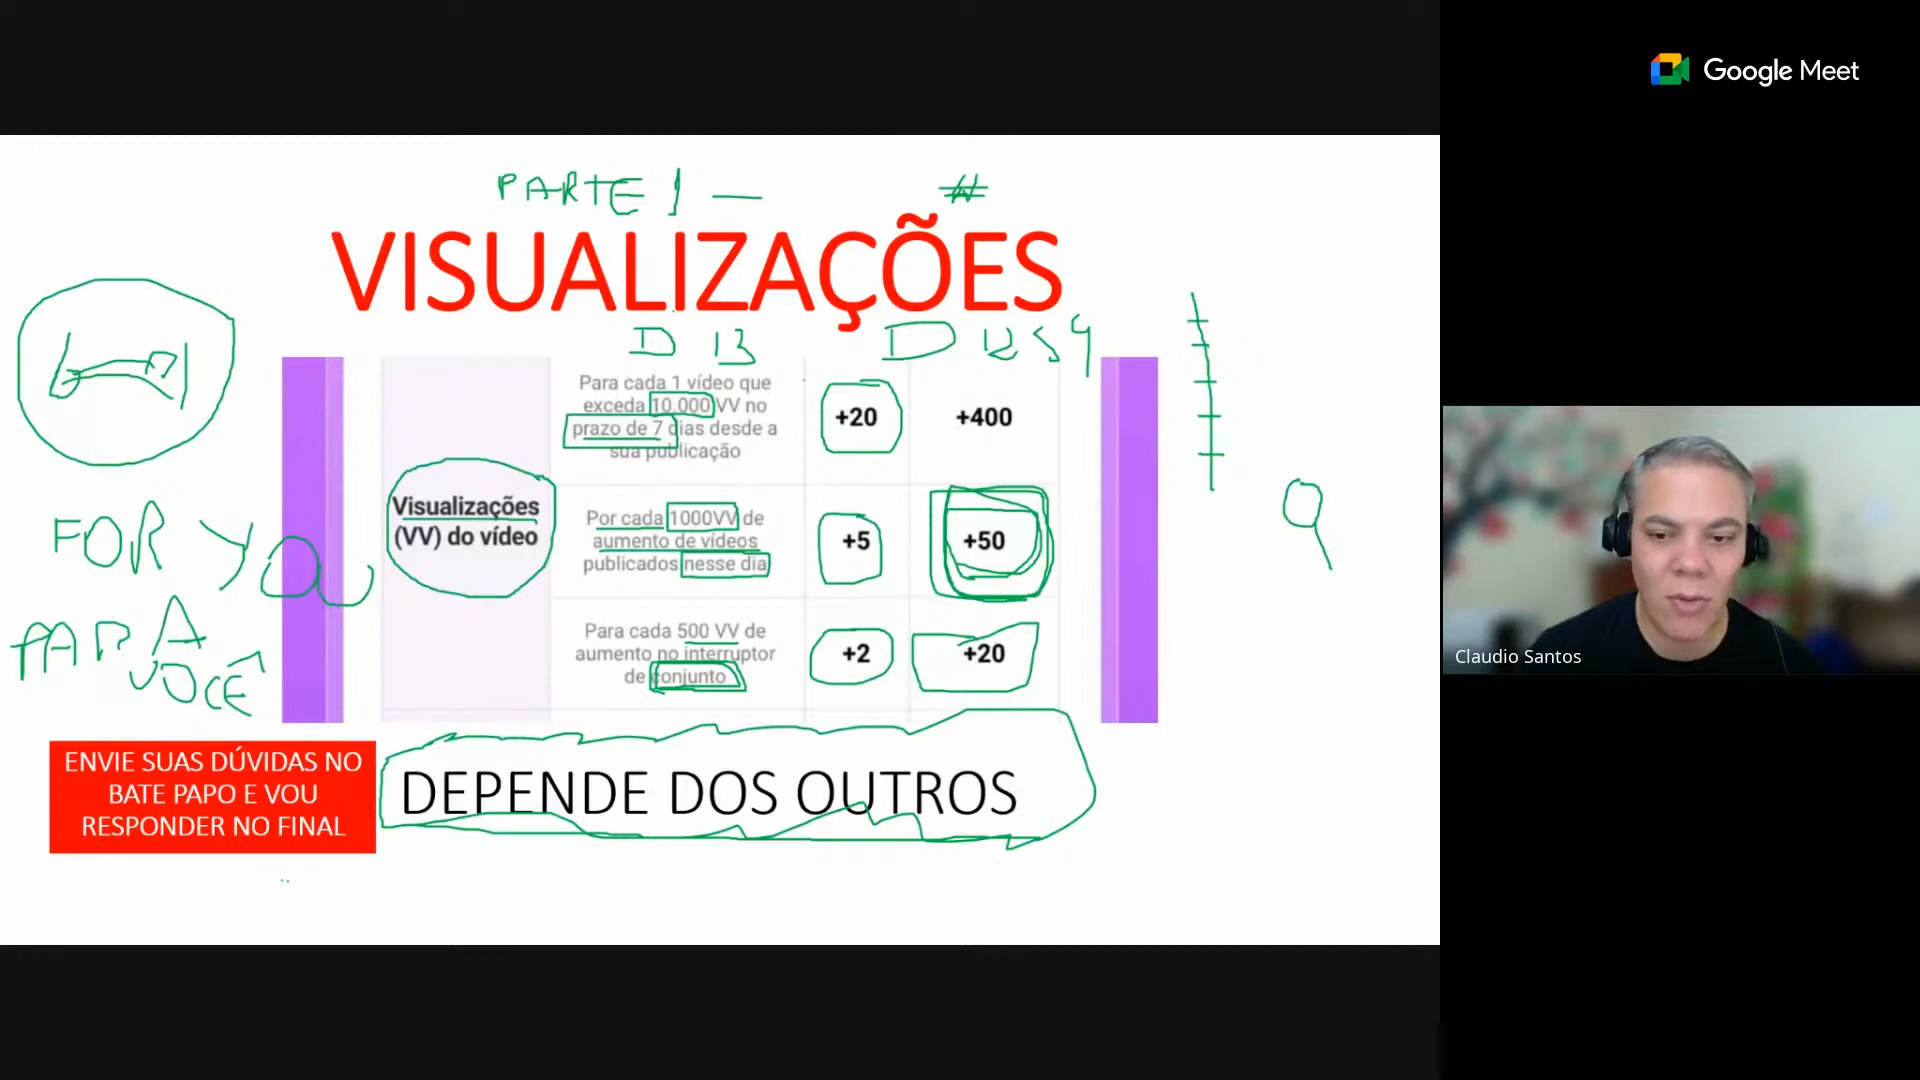 Google Meet
PARTE 1 — #
VISUALIZAÇÕES
Para cada 1 vídeo que
exceda 10.000 VV no
prazo de 7 dias desde a
sua publicação
+20
+400
Visualizações
(VV) do vídeo
Por cada 1000VV de
aumento de vídeos
publicados nesse dia
+5
+50
Para cada 500 VV de
aumento no interruptor
de conjunto
+2
+20
FOR YOU
PARA
VOCÊ
ENVIE SUAS DÚVIDAS NO
BATE PAPO E VOU
RESPONDER NO FINAL
DEPENDE DOS OUTROS
Claudio Santos